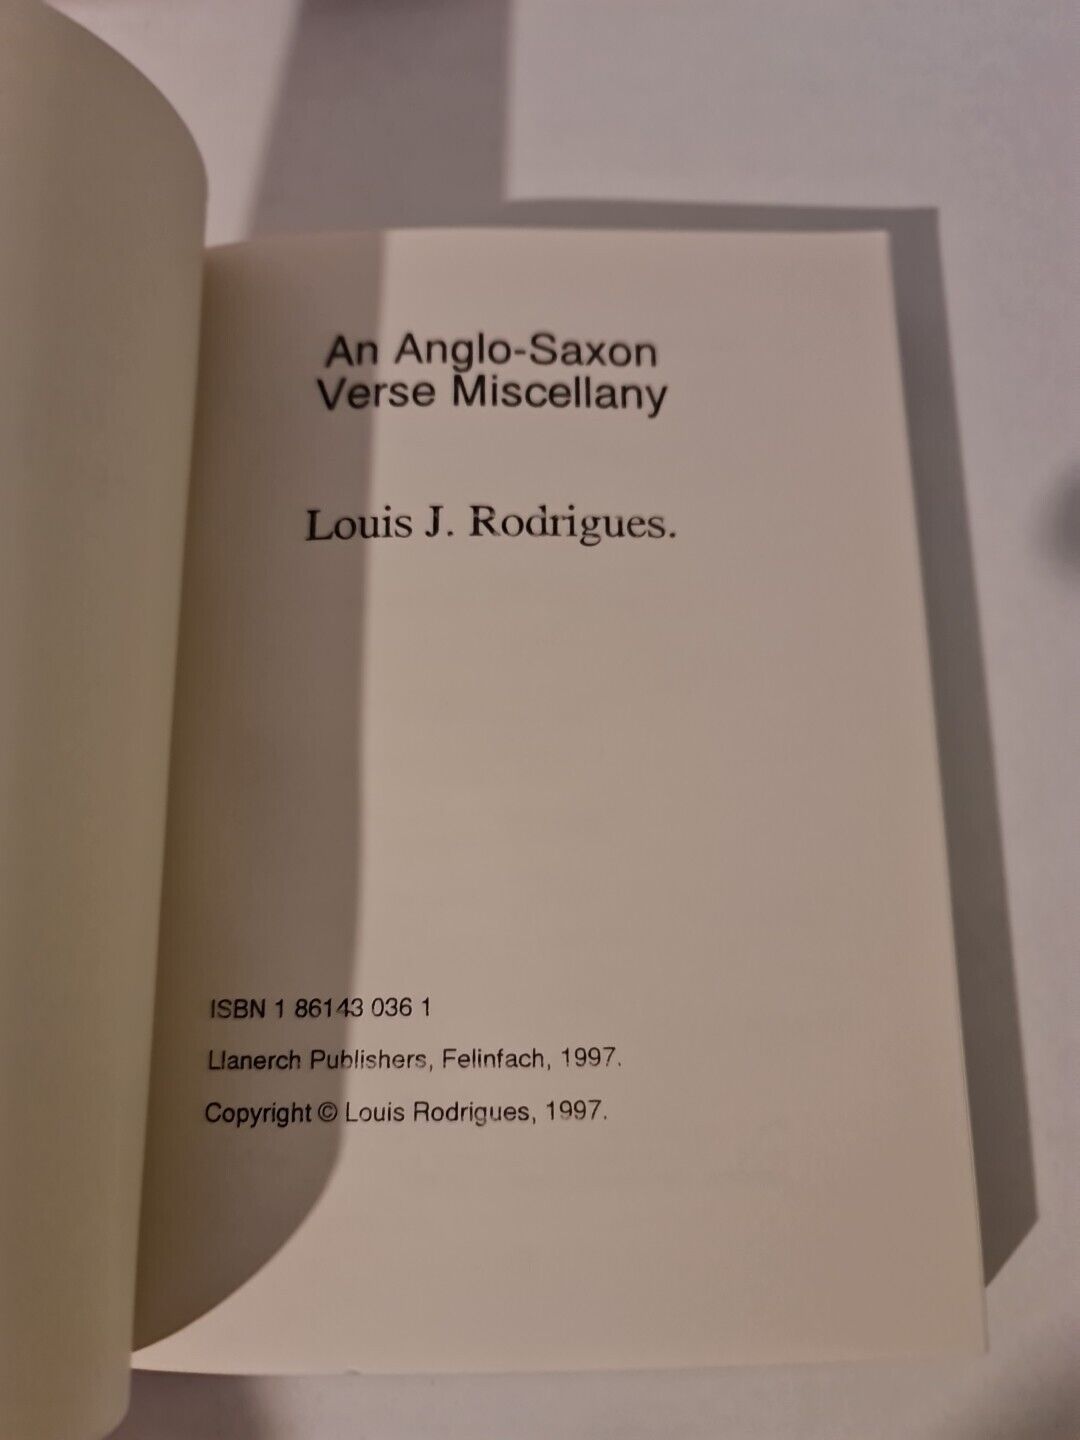 An Anglo-Saxon
Verse Miscellany
Louis J. Rodrigues.
ISBN 1 86143 036 1
Llanerch Publishers, Felinfach, 1997.
Copyright © Louis Rodrigues, 1997.